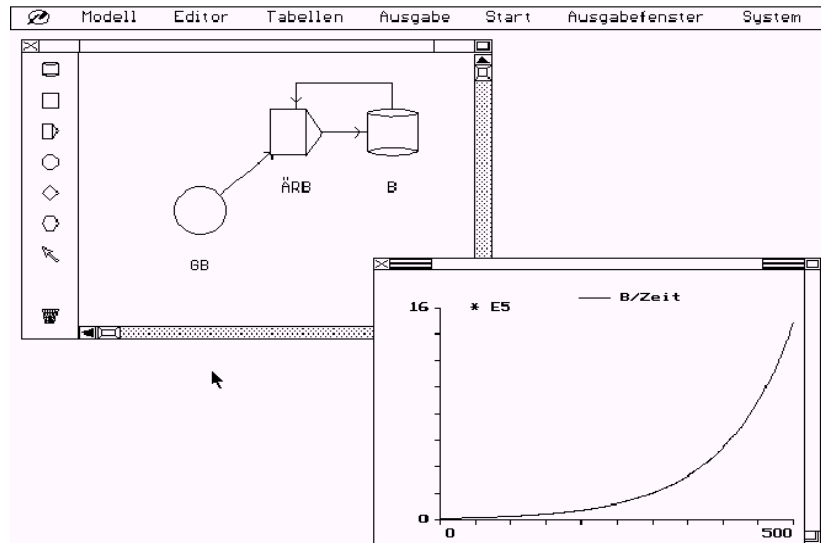 Modell Editor Tabellen Ausgabe Start Ausgabefenster System
ÄRB B
GB
B/Zeit
16 * E5
0
0 500